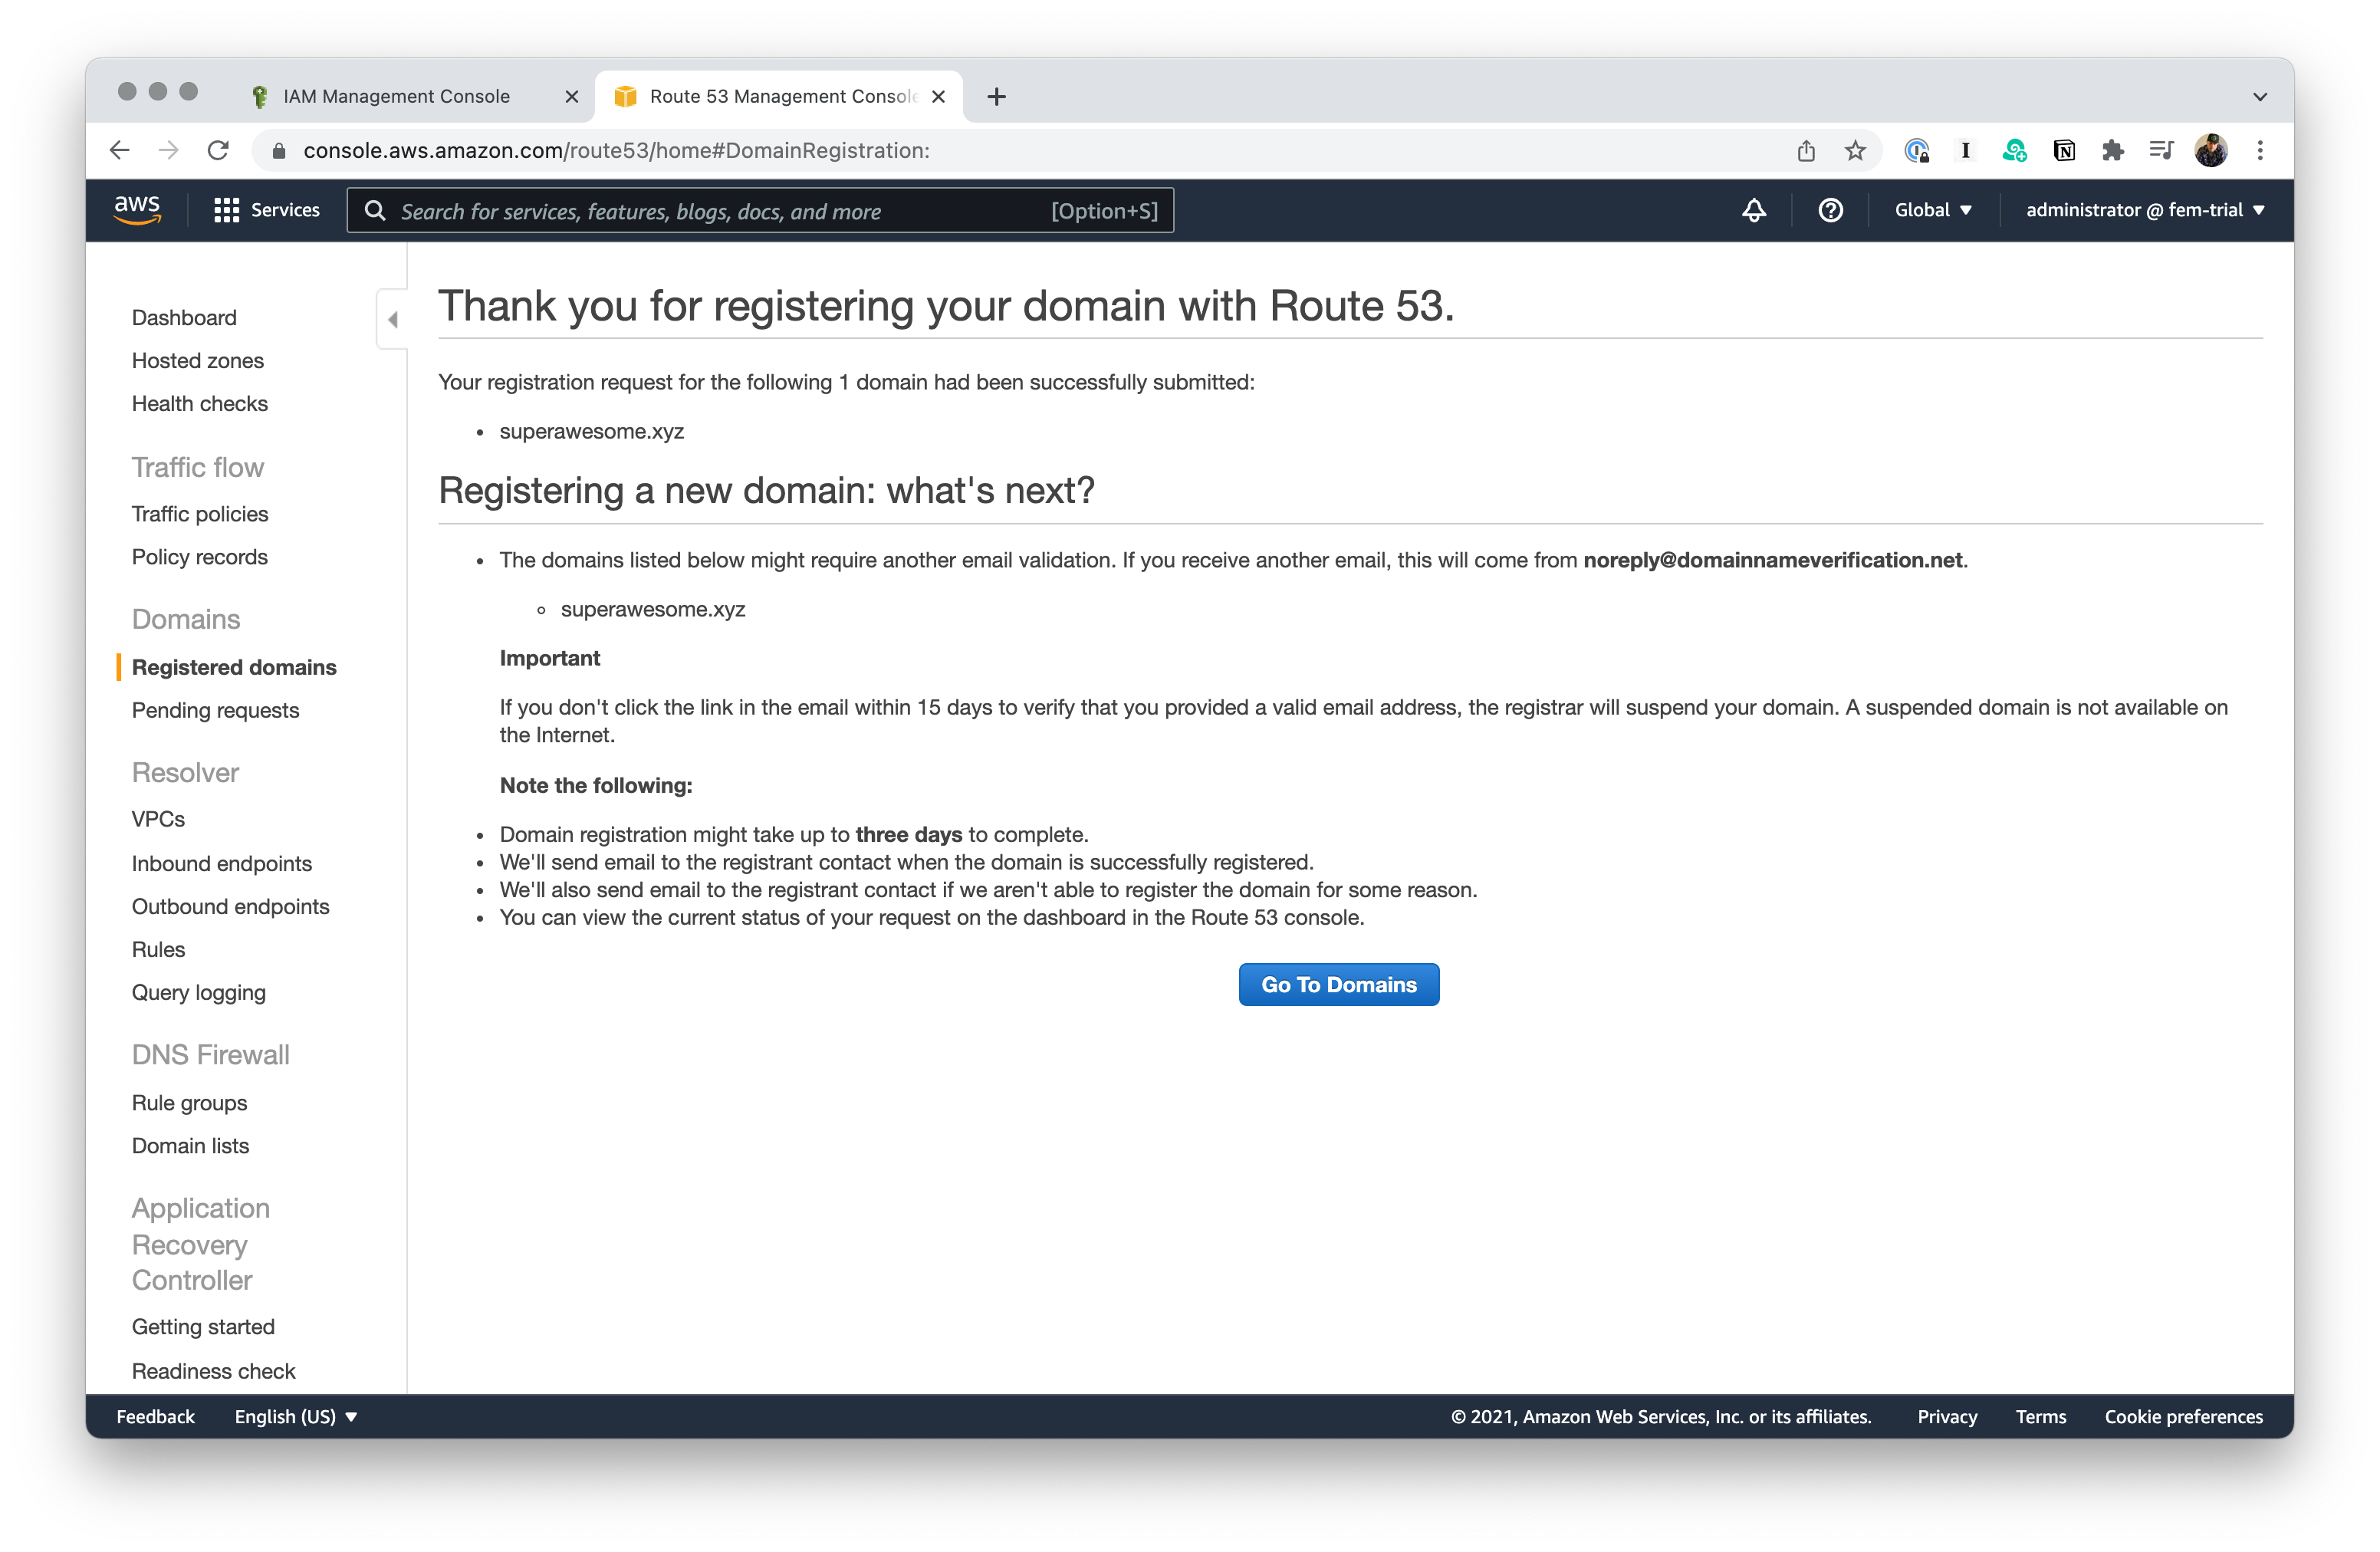 IAM Management Console
Route 53 Management Console
console.aws.amazon.com/route53/home#DomainRegistration:
aws
Services
Search for services, features, blogs, docs, and more
[Option+S]
Global
administrator @ fem-trial
Dashboard
Hosted zones
Health checks
Traffic flow
Traffic policies
Policy records
Domains
Registered domains
Pending requests
Resolver
VPCs
Inbound endpoints
Outbound endpoints
Rules
Query logging
DNS Firewall
Rule groups
Domain lists
Application
Recovery
Controller
Getting started
Readiness check
Thank you for registering your domain with Route 53.
Your registration request for the following 1 domain had been successfully submitted:
• superawesome.xyz
Registering a new domain: what's next?
• The domains listed below might require another email validation. If you receive another email, this will come from noreply@domainnameverification.net.
◦ superawesome.xyz
Important
If you don't click the link in the email within 15 days to verify that you provided a valid email address, the registrar will suspend your domain. A suspended domain is not available on
the Internet.
Note the following:
• Domain registration might take up to three days to complete.
• We'll send email to the registrant contact when the domain is successfully registered.
• We'll also send email to the registrant contact if we aren't able to register the domain for some reason.
• You can view the current status of your request on the dashboard in the Route 53 console.
Go To Domains
Feedback
English (US)
© 2021, Amazon Web Services, Inc. or its affiliates.
Privacy
Terms
Cookie preferences